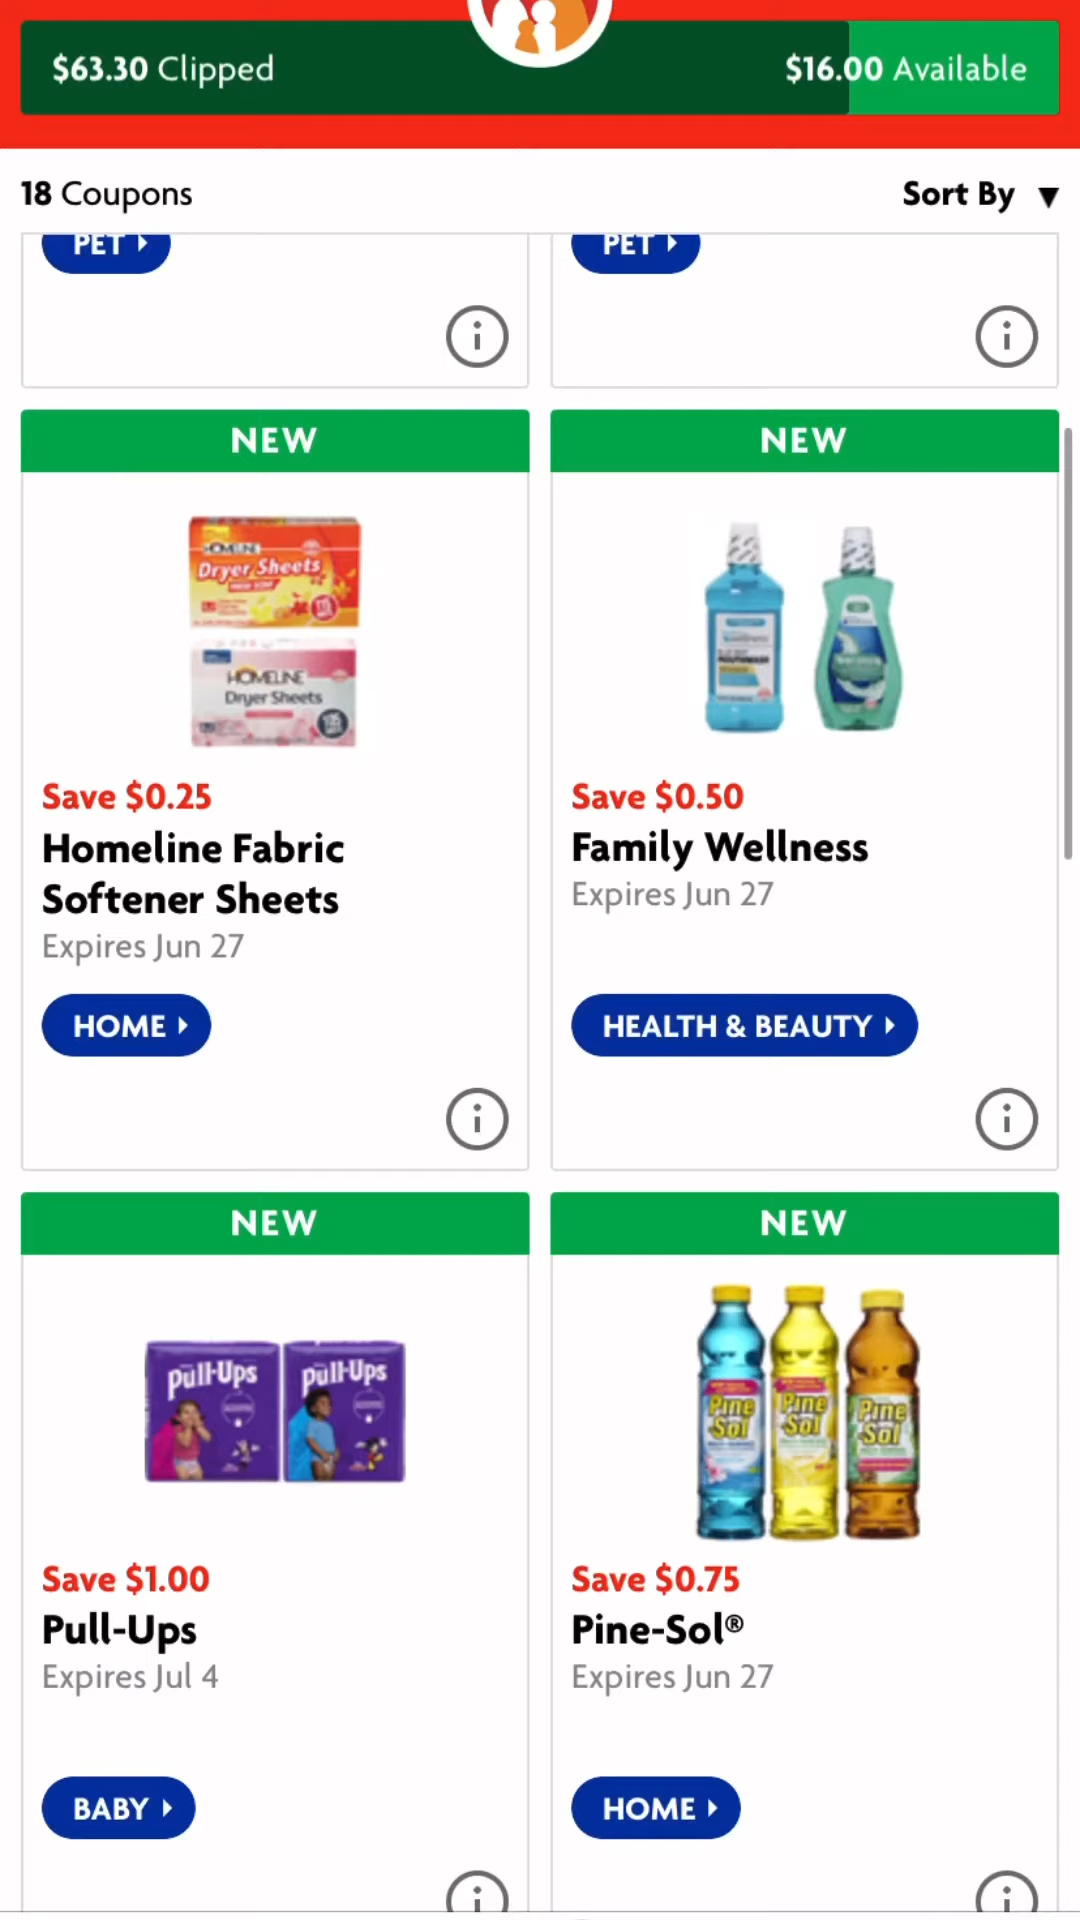 $63.30 Clipped
$16.00 Available
18 Coupons
Sort By ▼
PET
PET
NEW
NEW
HOMELINE
Dryer Sheets
HOMELINE
Dryer Sheets
Save $0.25
Homeline Fabric
Softener Sheets
Expires Jun 27
HOME
Save $0.50
Family Wellness
Expires Jun 27
HEALTH & BEAUTY
NEW
NEW
Pull-Ups
Pull-Ups
Pine
Sol
Pine
Sol
Pine
Sol
Save $1.00
Pull-Ups
Expires Jul 4
BABY
Save $0.75
Pine-Sol®
Expires Jun 27
HOME